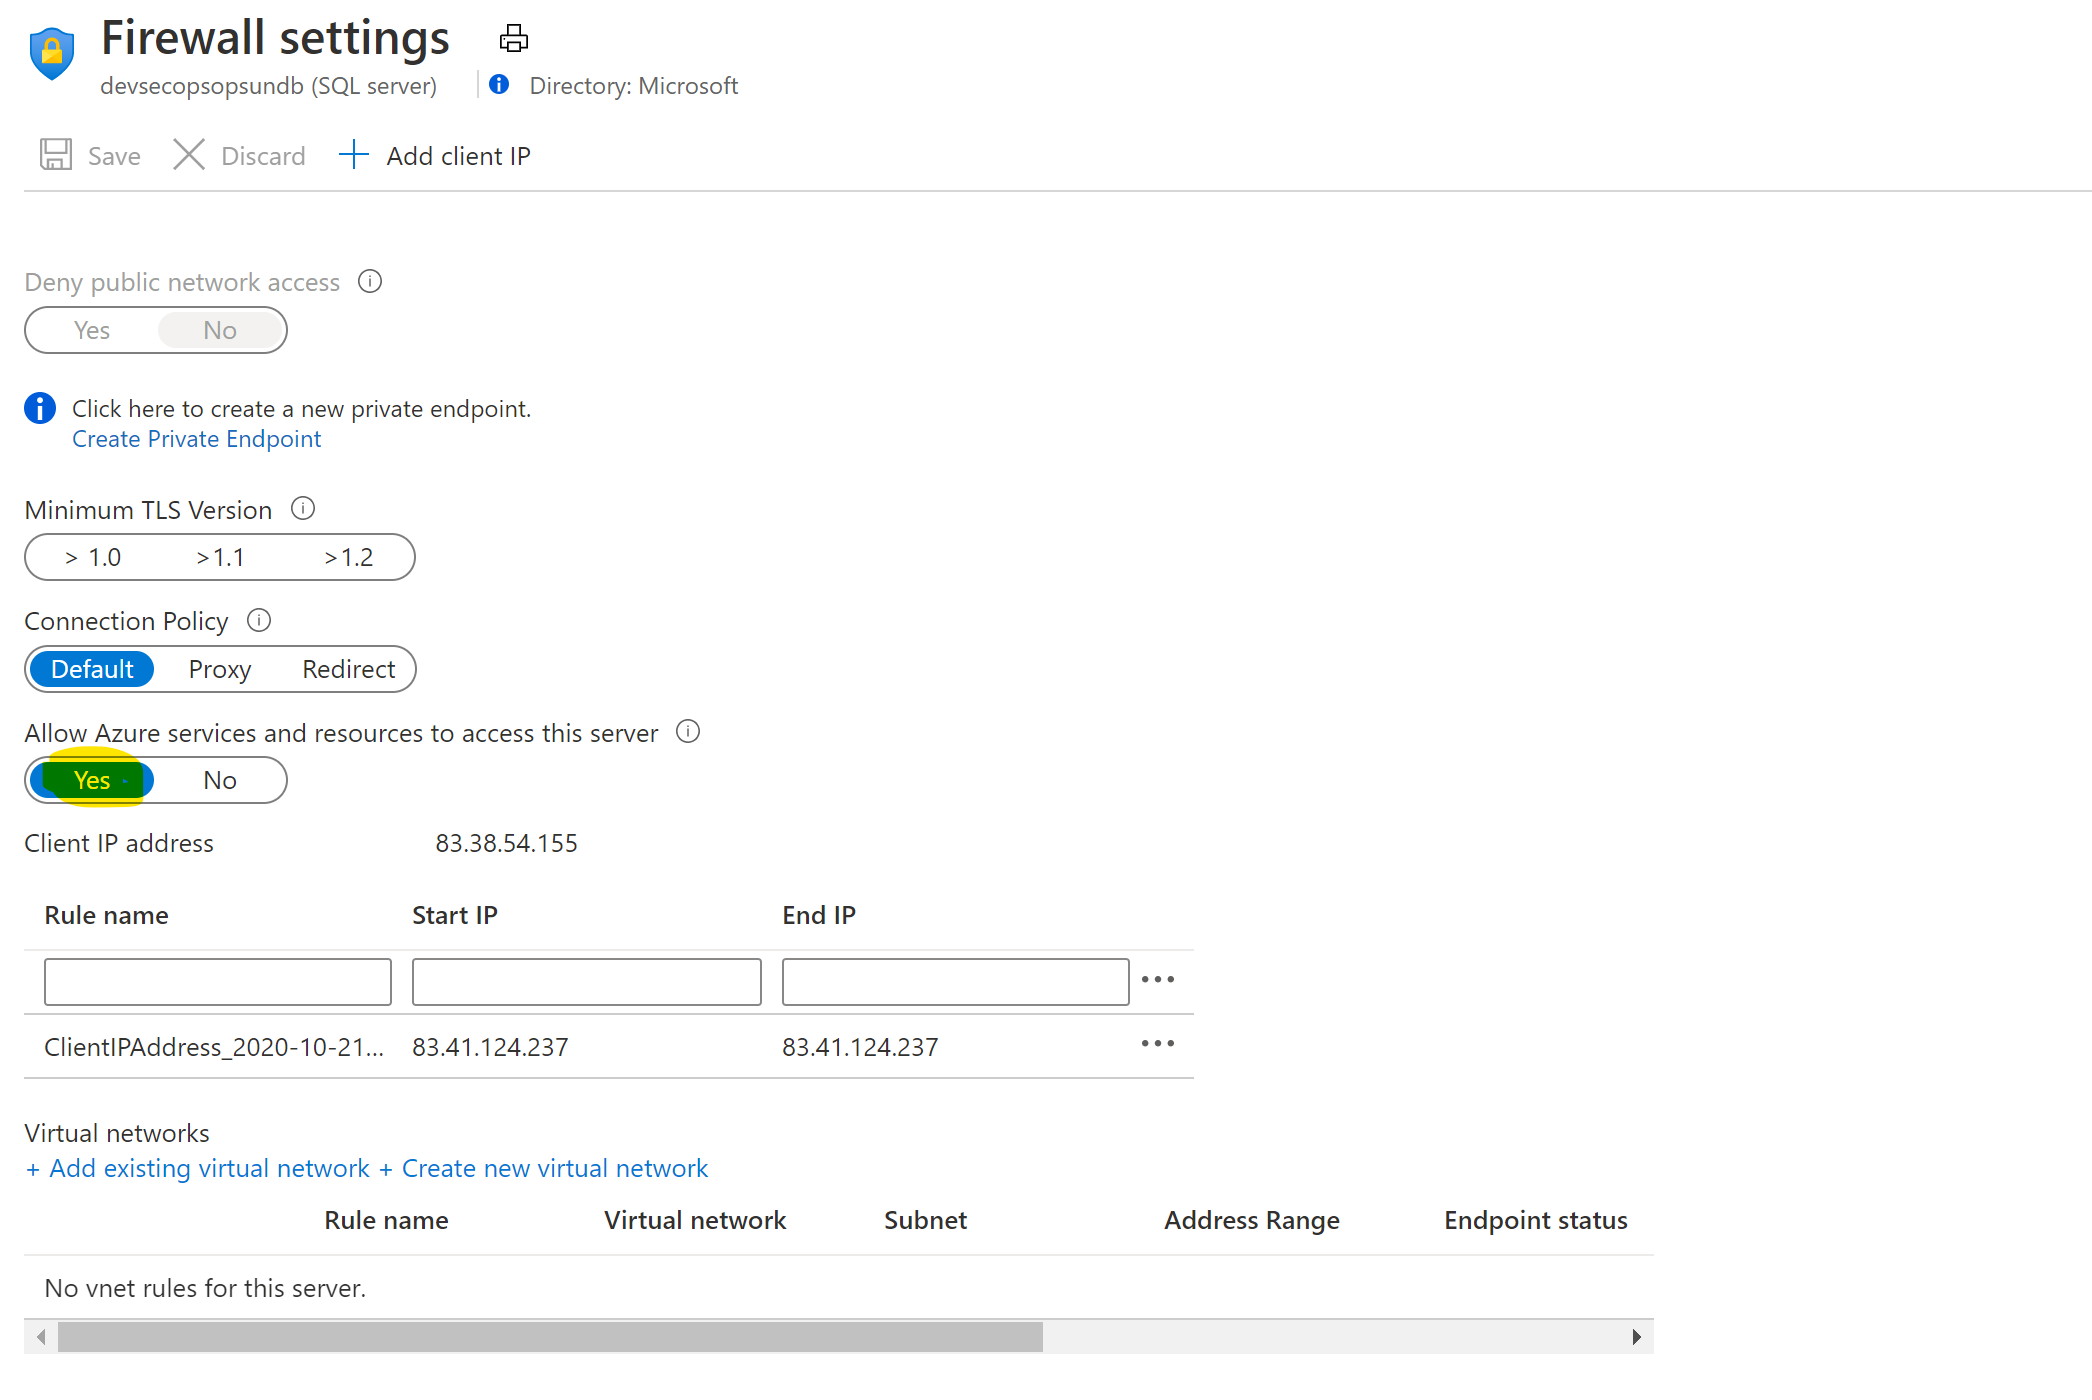 Firewall settings
devsecopsopsundb (SQL server)
Directory: Microsoft
Save Discard Add client IP
Deny public network access
Yes No
Click here to create a new private endpoint.
Create Private Endpoint
Minimum TLS Version
> 1.0 >1.1 >1.2
Connection Policy
Default Proxy Redirect
Allow Azure services and resources to access this server
Yes No
Client IP address 83.38.54.155
Rule name Start IP End IP
ClientIPAddress_2020-10-21... 83.41.124.237 83.41.124.237
Virtual networks
+ Add existing virtual network + Create new virtual network
Rule name Virtual network Subnet Address Range Endpoint status
No vnet rules for this server.